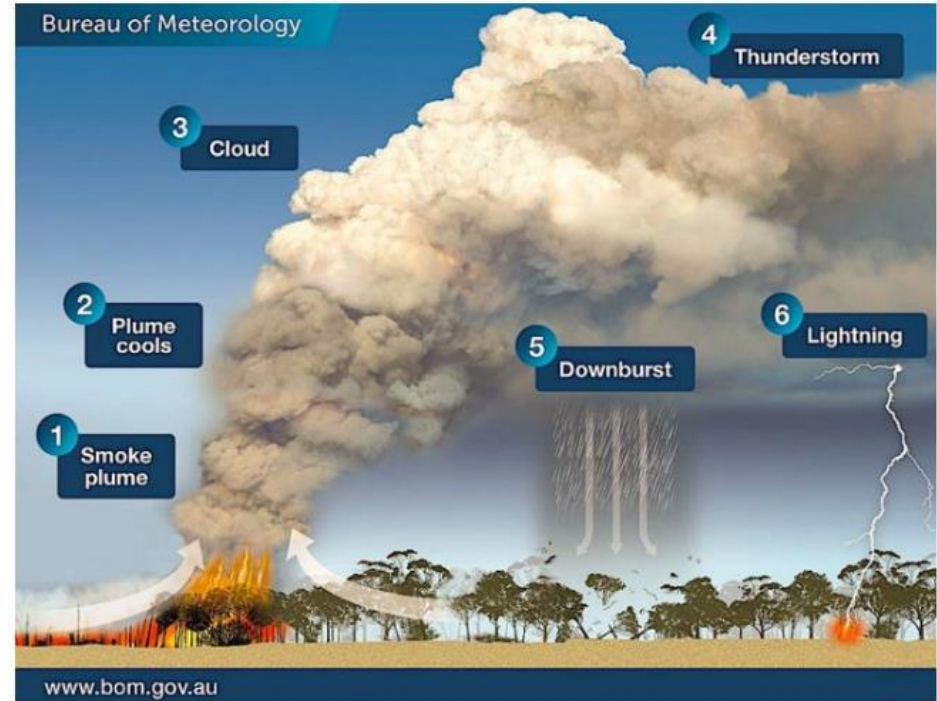 Bureau of Meteorology
1
Smoke
plume
2
Plume
cools
3
Cloud
4
Thunderstorm
5
Downburst
6
Lightning
www.bom.gov.au